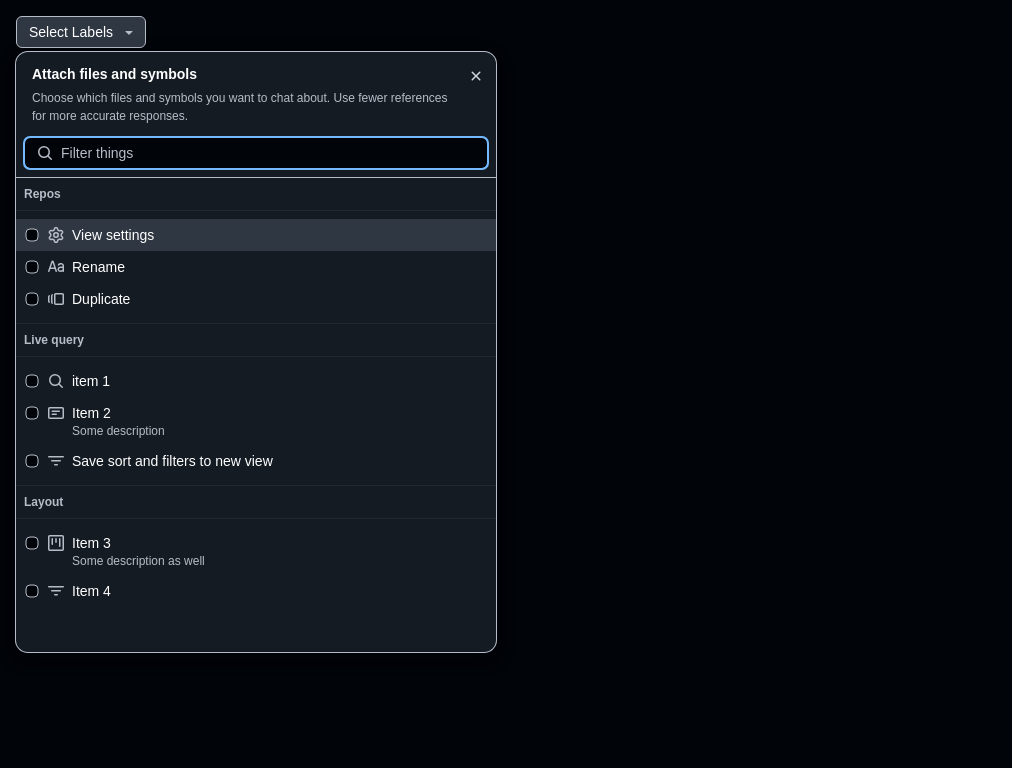 Select Labels
Attach files and symbols
Choose which files and symbols you want to chat about. Use fewer references
for more accurate responses.
Filter things
Repos
View settings
Rename
Duplicate
Live query
item 1
Item 2
Some description
Save sort and filters to new view
Layout
Item 3
Some description as well
Item 4